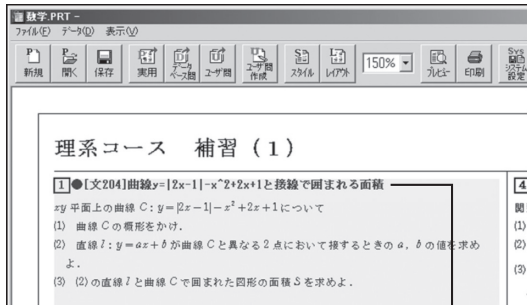 数学.PRT -
ファイル(F) データ(D) 表示(V)
新規 開く 保存 実用 データベース問 ユーザ問 ユーザ問作成 スタイル レイアウト 150% プレビュー 印刷 Sys システム設定
理系コース 補習(1)
1 ●[文204]曲線y=|2x-1|-x^2+2x+1と接線で囲まれる面積
xy 平面上の曲線 C: y=|2x-1|-x²+2x+1について
(1) 曲線 C の概形をかけ.
(2) 直線 l: y=ax+b が曲線 C と異なる2点において接するときの a, b の値を求め
よ.
(3) (2)の直線 l と曲線 C で囲まれた図形の面積 S を求めよ.
4
関
(1)
(2)
(3)